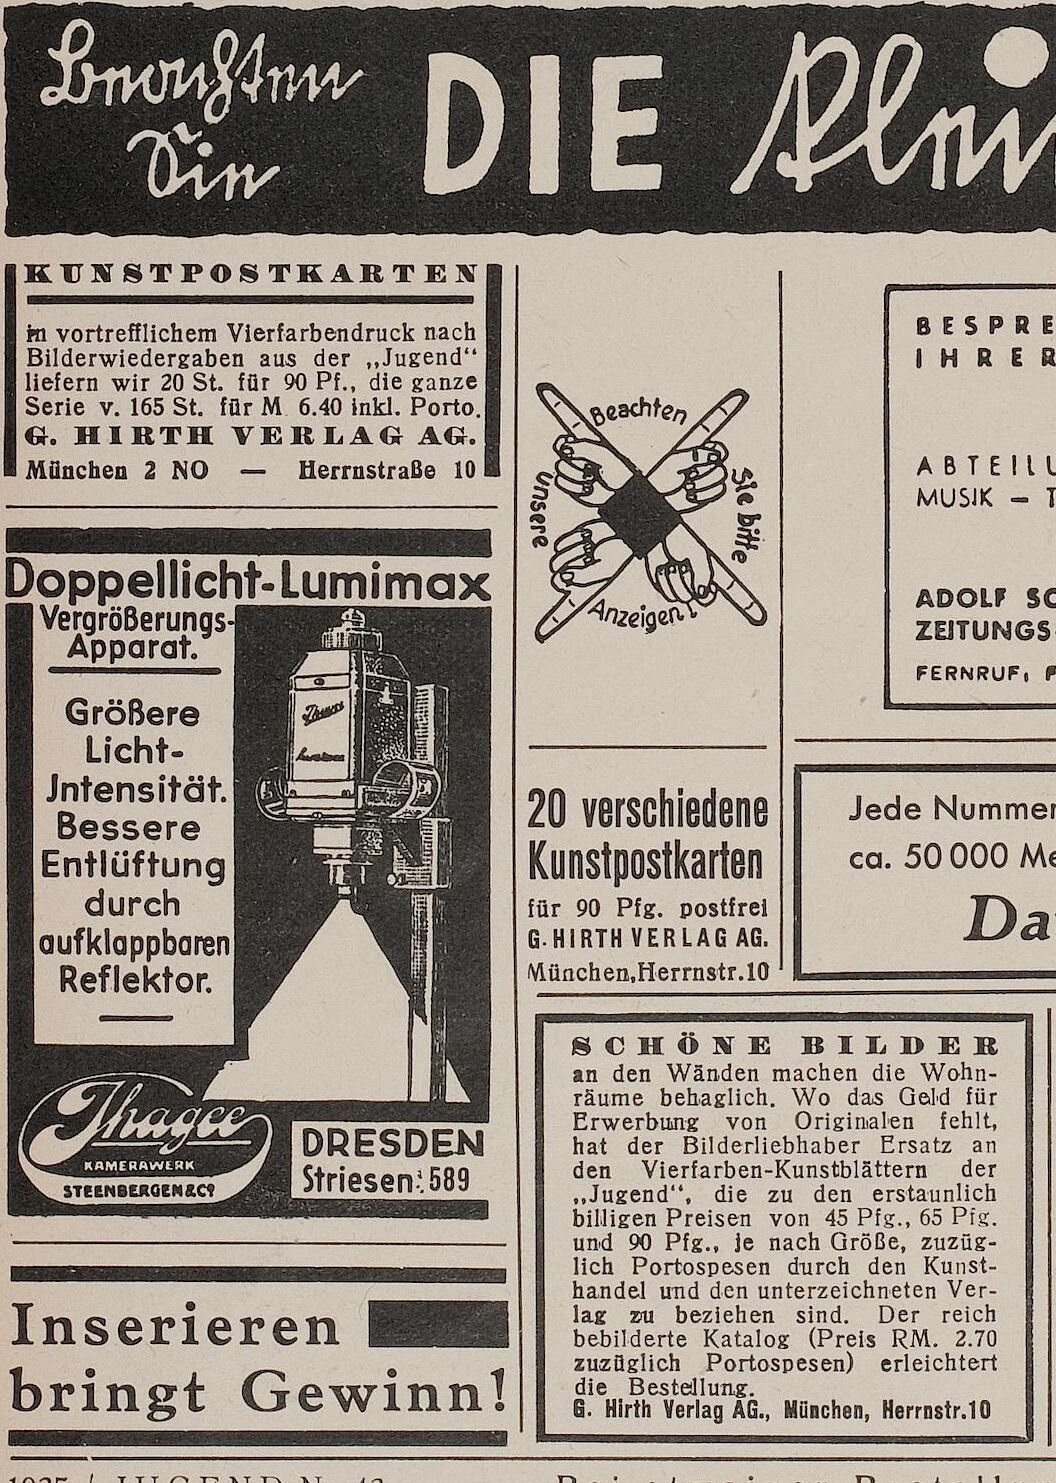 Beachten
Sie
DIE Klei
KUNSTPOSTKARTEN
in vortrefflichem Vierfarbendruck nach
Bilderwiedergaben aus der „Jugend“
liefern wir 20 St. für 90 Pf., die ganze
Serie v. 165 St. für M 6.40 inkl. Porto.
G. HIRTH VERLAG AG.
München 2 NO — Herrnstraße 10
Doppellicht-Lumimax
Vergrößerungs-
Apparat.
Größere
Licht-
Jntensität.
Bessere
Entlüftung
durch
aufklappbaren
Reflektor.
Jhagee
KAMERAWERK
STEENBERGEN&Co
DRESDEN
Striesen: 589
Inserieren
bringt Gewinn!
Beachten
Sie bitte
unsere
Anzeigen!
20 verschiedene
Kunstpostkarten
für 90 Pfg. postfrei
G. HIRTH VERLAG AG.
München, Herrnstr. 10
BESPRE
IHRER
ABTEILU
MUSIK — T
ADOLF SC
ZEITUNGS
FERNRUF, F
Jede Nummer
ca. 50 000 Me
Da
SCHÖNE BILDER
an den Wänden machen die Wohn-
räume behaglich. Wo das Geld für
Erwerbung von Originalen fehlt,
hat der Bilderliebhaber Ersatz an
den Vierfarben-Kunstblättern der
„Jugend“, die zu den erstaunlich
billigen Preisen von 45 Pfg., 65 Pfg.
und 90 Pfg., je nach Größe, zuzüg-
lich Portospesen durch den Kunst-
handel und den unterzeichneten Ver-
lag zu beziehen sind. Der reich
bebilderte Katalog (Preis RM. 2.70
zuzüglich Portospesen) erleichtert
die Bestellung.
G. Hirth Verlag AG., München, Herrnstr. 10